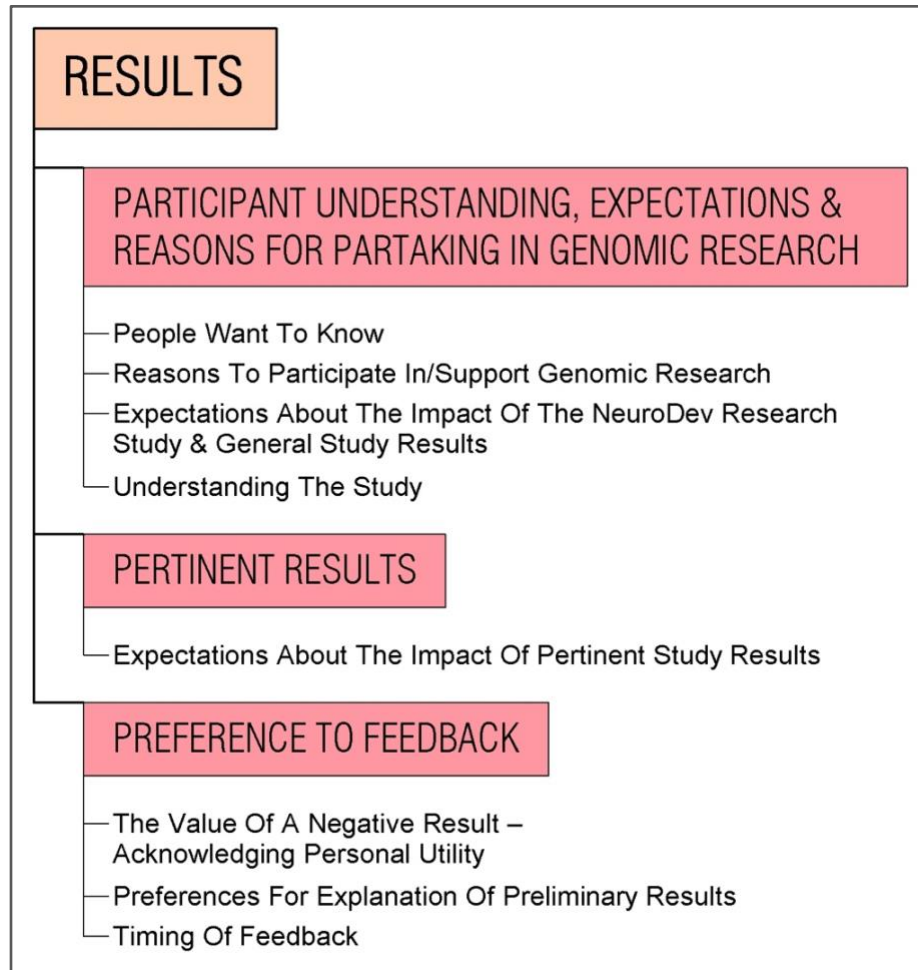 RESULTS
PARTICIPANT UNDERSTANDING, EXPECTATIONS &
REASONS FOR PARTAKING IN GENOMIC RESEARCH
People Want To Know
Reasons To Participate In/Support Genomic Research
Expectations About The Impact Of The NeuroDev Research
Study & General Study Results
Understanding The Study
PERTINENT RESULTS
Expectations About The Impact Of Pertinent Study Results
PREFERENCE TO FEEDBACK
The Value Of A Negative Result –
Acknowledging Personal Utility
Preferences For Explanation Of Preliminary Results
Timing Of Feedback